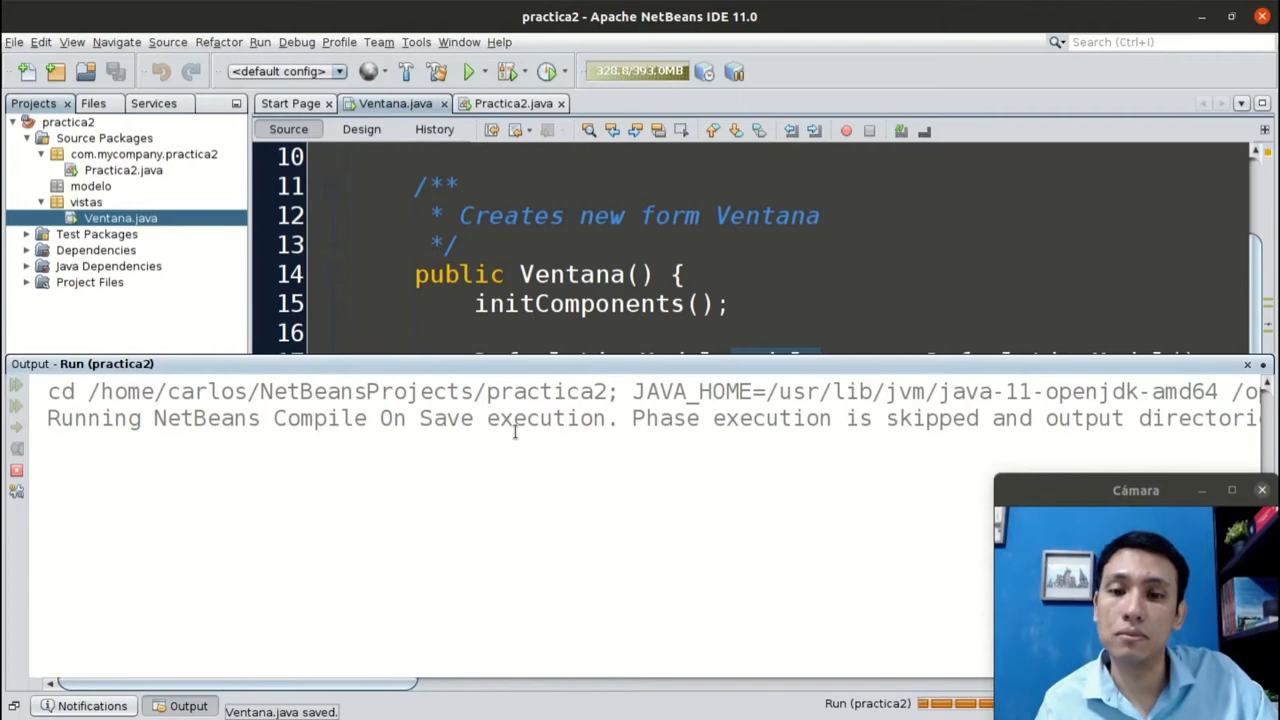 practica2 - Apache NetBeans IDE 11.0
File Edit View Navigate Source Refactor Run Debug Profile Team Tools Window Help
Search (Ctrl+I)
<default config>
328.8/393.0MB
Projects Files Services
Start Page Ventana.java Practica2.java
Source Design History
practica2
Source Packages
com.mycompany.practica2
Practica2.java
modelo
vistas
Ventana.java
Test Packages
Dependencies
Java Dependencies
Project Files
10
11 /**
12 * Creates new form Ventana
13 */
14 public Ventana() {
15 initComponents();
16
Output - Run (practica2)
cd /home/carlos/NetBeansProjects/practica2; JAVA_HOME=/usr/lib/jvm/java-11-openjdk-amd64 /o
Running NetBeans Compile On Save execution. Phase execution is skipped and output directori
Cámara
Notifications Output
Ventana.java saved.
Run (practica2)